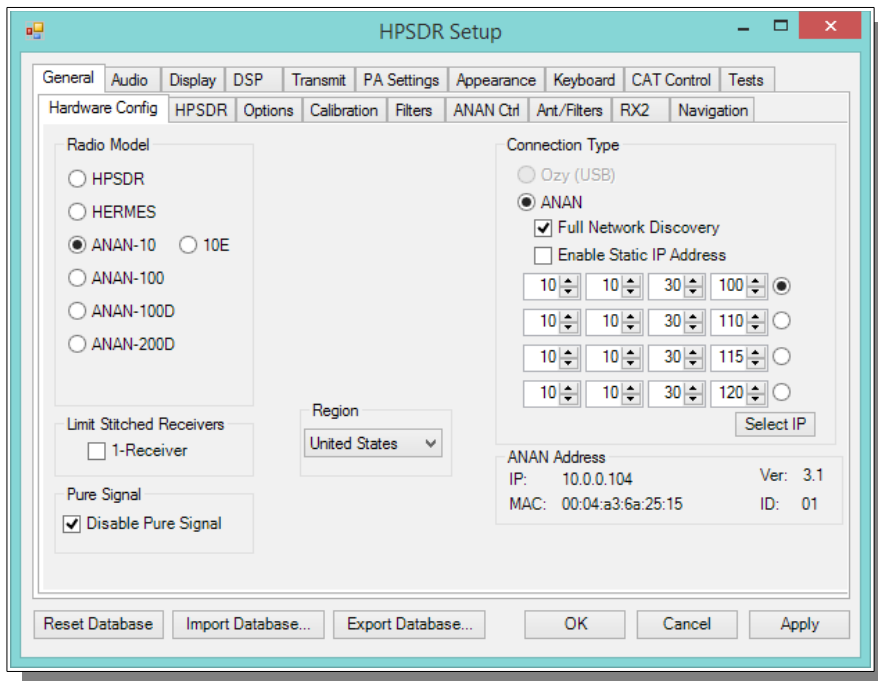 HPSDR Setup
General Audio Display DSP Transmit PA Settings Appearance Keyboard CAT Control Tests
Hardware Config HPSDR Options Calibration Filters ANAN Ctrl Ant/Filters RX2 Navigation
Radio Model
HPSDR
HERMES
ANAN-10 10E
ANAN-100
ANAN-100D
ANAN-200D
Limit Stitched Receivers
1-Receiver
Pure Signal
Disable Pure Signal
Region
United States
Connection Type
Ozy (USB)
ANAN
Full Network Discovery
Enable Static IP Address
10 10 30 100
10 10 30 110
10 10 30 115
10 10 30 120
Select IP
ANAN Address
IP: 10.0.0.104 Ver: 3.1
MAC: 00:04:a3:6a:25:15 ID: 01
Reset Database Import Database... Export Database... OK Cancel Apply